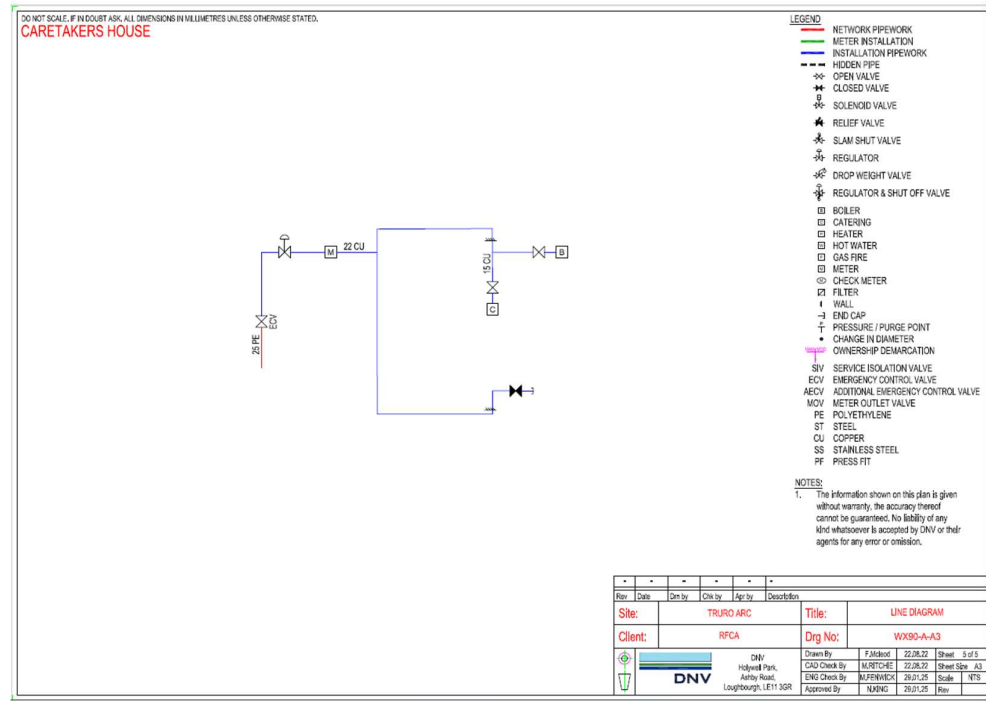 DO NOT SCALE. IF IN DOUBT ASK. ALL DIMENSIONS IN MILLIMETRES UNLESS OTHERWISE STATED.
CARETAKERS HOUSE
LEGEND
NETWORK PIPEWORK
METER INSTALLATION
INSTALLATION PIPEWORK
HIDDEN PIPE
OPEN VALVE
CLOSED VALVE
SOLENOID VALVE
RELIEF VALVE
SLAM SHUT VALVE
REGULATOR
DROP WEIGHT VALVE
REGULATOR & SHUT OFF VALVE
BOILER
CATERING
HEATER
HOT WATER
GAS FIRE
METER
CHECK METER
FILTER
WALL
END CAP
PRESSURE / PURGE POINT
CHANGE IN DIAMETER
OWNERSHIP DEMARCATION
SIV SERVICE ISOLATION VALVE
ECV EMERGENCY CONTROL VALVE
AECV ADDITIONAL EMERGENCY CONTROL VALVE
MOV METER OUTLET VALVE
PE POLYETHYLENE
ST STEEL
CU COPPER
SS STAINLESS STEEL
PF PRESS FIT
M 22 CU
15 CU
B
C
ECV
25 PE
NOTES:
1. The information shown on this plan is given
without warranty, the accuracy thereof
cannot be guaranteed. No liability of any
kind whatsoever is accepted by DNV or their
agents for any error or omission.
- - - - - -
Rev Date Drn by Chk by Apr by Description
Site: TRURO ARC Title: LINE DIAGRAM
Client: RFCA Drg No: WX90-A-A3
DNV
DNV
Holywell Park,
Ashby Road,
Loughbourgh, LE11 3GR
Drawn By F.Mcleod 22.08.22 Sheet 5 of 5
CAD Check By M.RITCHIE 22.08.22 Sheet Size A3
ENG Check By M.FENWICK 29.01.25 Scale NTS
Approved By N.KING 29.01.25 Rev